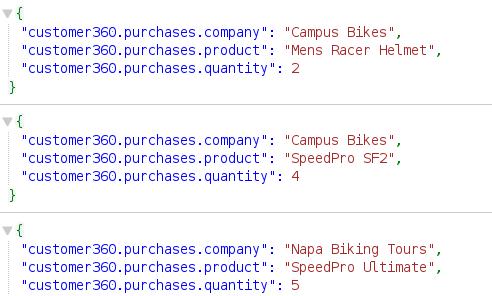 {
"customer360.purchases.company": "Campus Bikes",
"customer360.purchases.product": "Mens Racer Helmet",
"customer360.purchases.quantity": 2
}
{
"customer360.purchases.company": "Campus Bikes",
"customer360.purchases.product": "SpeedPro SF2",
"customer360.purchases.quantity": 4
}
{
"customer360.purchases.company": "Napa Biking Tours",
"customer360.purchases.product": "SpeedPro Ultimate",
"customer360.purchases.quantity": 5